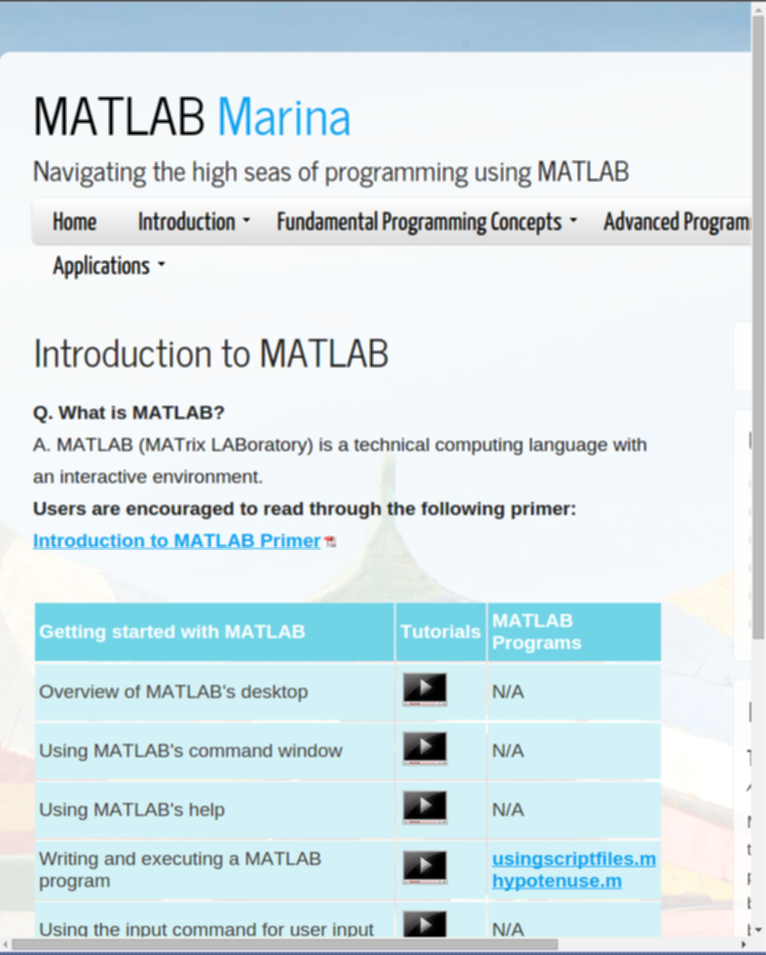 MATLAB Marina
Navigating the high seas of programming using MATLAB
Home Introduction Fundamental Programming Concepts Advanced
Applications
Introduction to MATLAB
Q. What is MATLAB?
A. MATLAB (MATrix LABoratory) is a technical computing language with
an interactive environment.
Users are encouraged to read through the following primer:
Introduction to MATLAB Primer
Getting started with MATLAB Tutorials MATLAB
Programs
Overview of MATLAB's desktop N/A
Using MATLAB's command window N/A
Using MATLAB's help N/A
Writing and executing a MATLAB usingscriptfiles.m
program hypotenuse.m
Using the input command for user input N/A